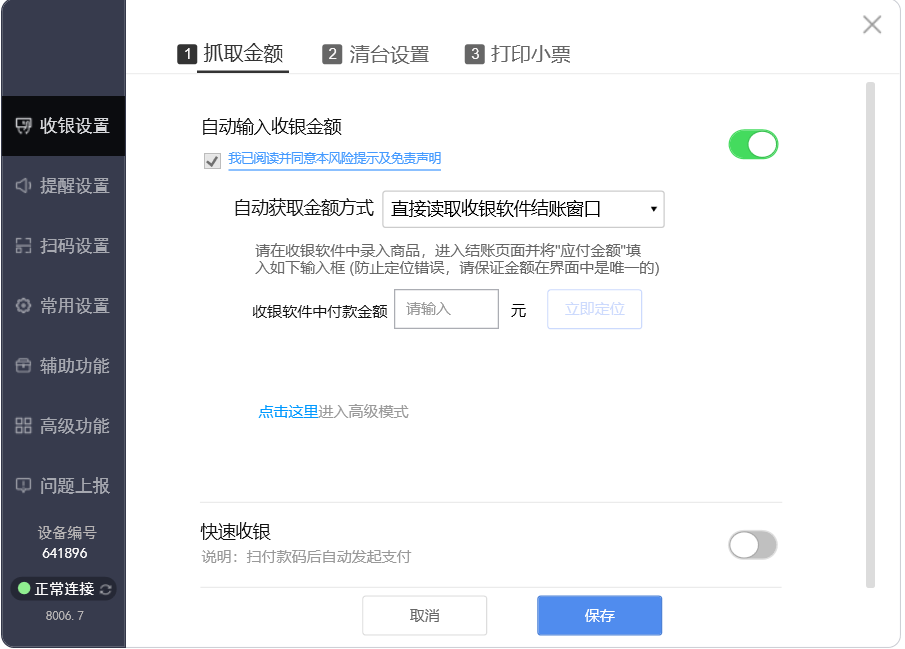 1 抓取金额
2 清台设置
3 打印小票
收银设置
提醒设置
扫码设置
常用设置
辅助功能
高级功能
问题上报
设备编号
641896
正常连接
8006.7
自动输入收银金额
我已阅读并同意本风险提示及免责声明
自动获取金额方式 直接读取收银软件结账窗口
请在收银软件中录入商品，进入结账页面并将"应付金额"填
入如下输入框 (防止定位错误，请保证金额在界面中是唯一的)
收银软件中付款金额 请输入 元 立即定位
点击这里进入高级模式
快速收银
说明：扫付款码后自动发起支付
取消 保存